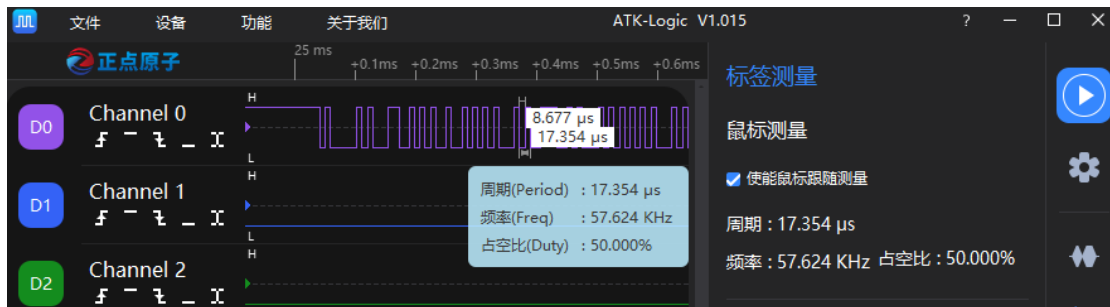 文件 设备 功能 关于我们 ATK-Logic V1.015 ?
正点原子
25 ms
+0.1ms +0.2ms +0.3ms +0.4ms +0.5ms +0.6ms
D0 Channel 0 H
L
8.677 μs
17.354 μs
D1 Channel 1 H
L
周期(Period) : 17.354 μs
频率(Freq) : 57.624 KHz
占空比(Duty) : 50.000%
D2 Channel 2 H
标签测量
鼠标测量
使能鼠标跟随测量
周期 : 17.354 μs
频率 : 57.624 KHz 占空比 : 50.000%